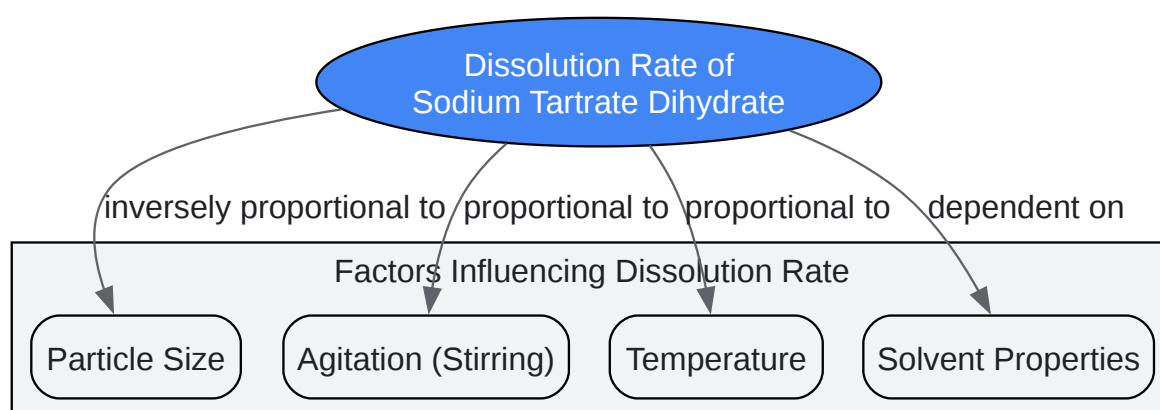 Dissolution Rate of
Sodium Tartrate Dihydrate
inversely proportional to
proportional to
proportional to
dependent on
Factors Influencing Dissolution Rate
Particle Size
Agitation (Stirring)
Temperature
Solvent Properties